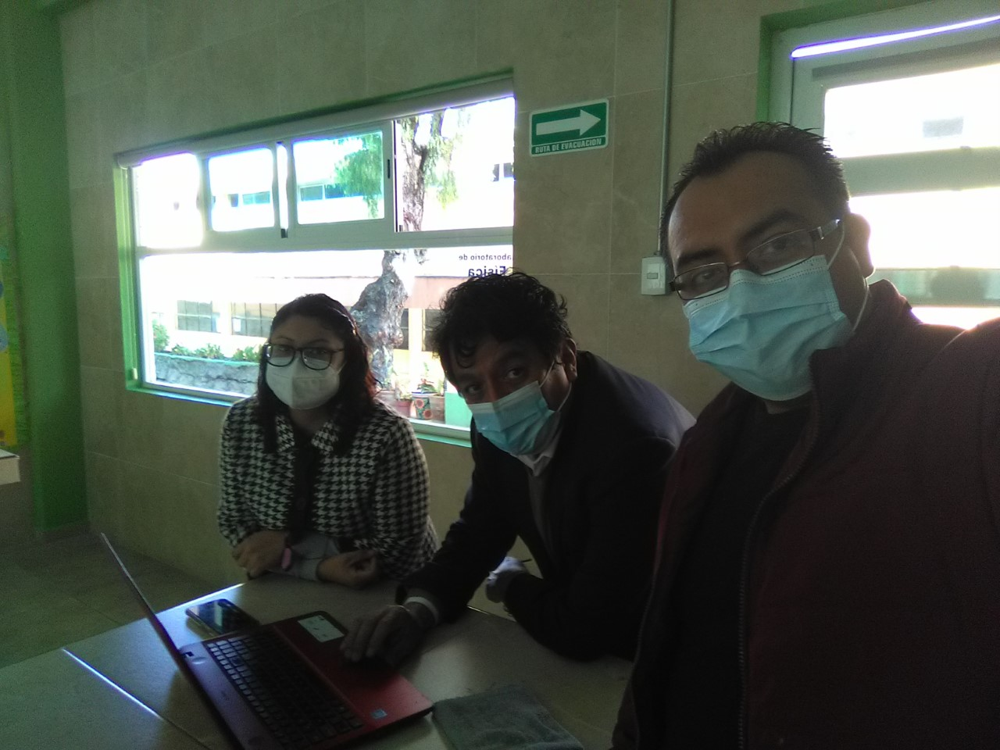 RUTA DE EVACUACION
aboratorio de
Física